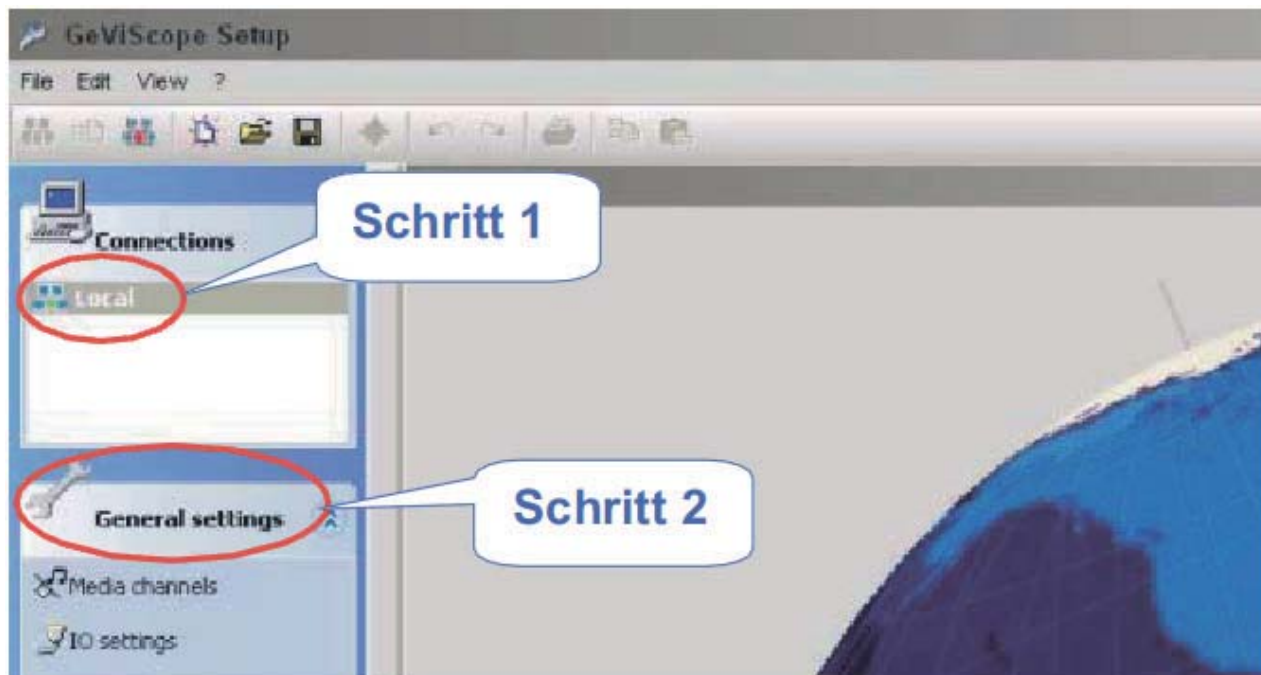 GeViScope Setup
File Edit View ?
Connections
Schritt 1
Local
General settings
Schritt 2
Media channels
IO settings